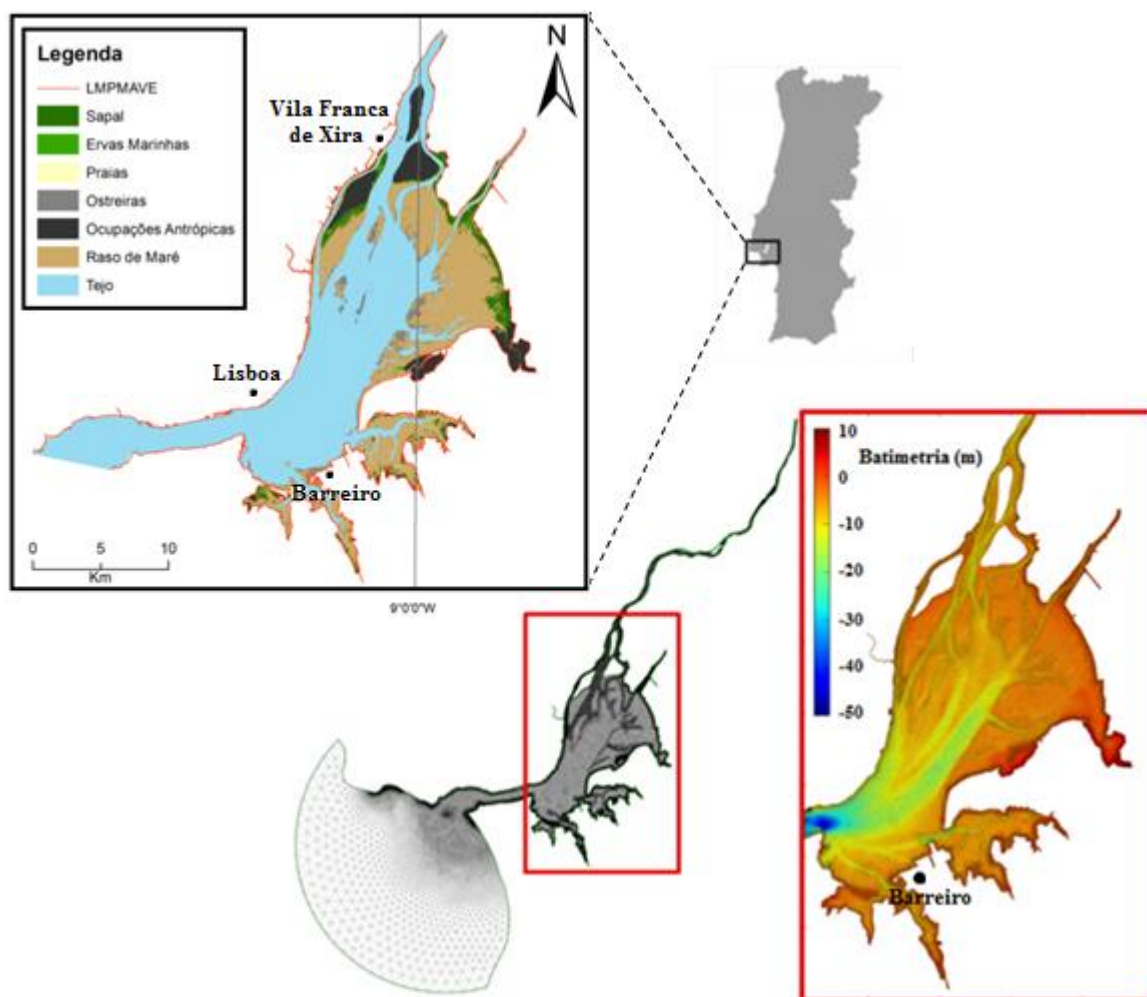 Legenda
LMPMAVE
Sapal
Ervas Marinhas
Praias
Ostreiras
Ocupações Antrópicas
Raso de Maré
Tejo
N
Vila Franca
de Xira
Lisboa
Barreiro
0 5 10
Km
9°0'0"W
10
0
-10
-20
-30
-40
-50
Batimetria (m)
Barreiro